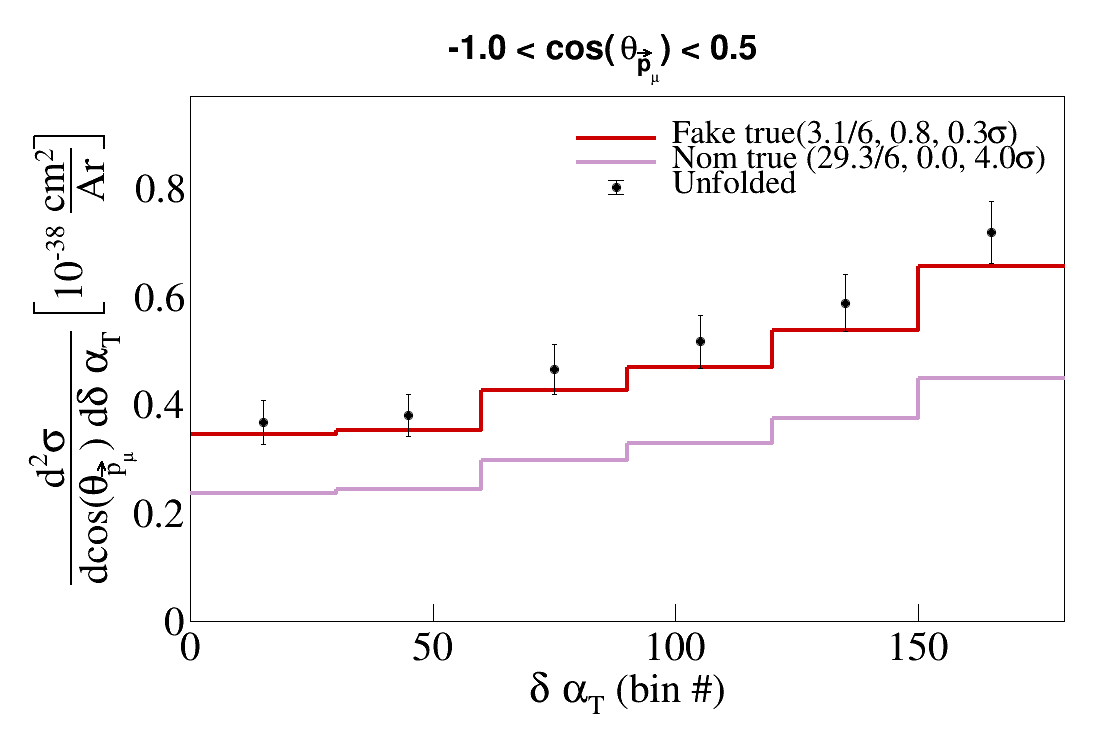 -1.0 < cos(θ_{\vec{p}_μ}) < 0.5
Fake true(3.1/6, 0.8, 0.3σ)
Nom true (29.3/6, 0.0, 4.0σ)
Unfolded
d²σ / dcos(θ_{\vec{p}_μ}) dδ α_T [10⁻³⁸ cm²/Ar]
0.8
0.6
0.4
0.2
0
0 50 100 150
δ α_T (bin #)